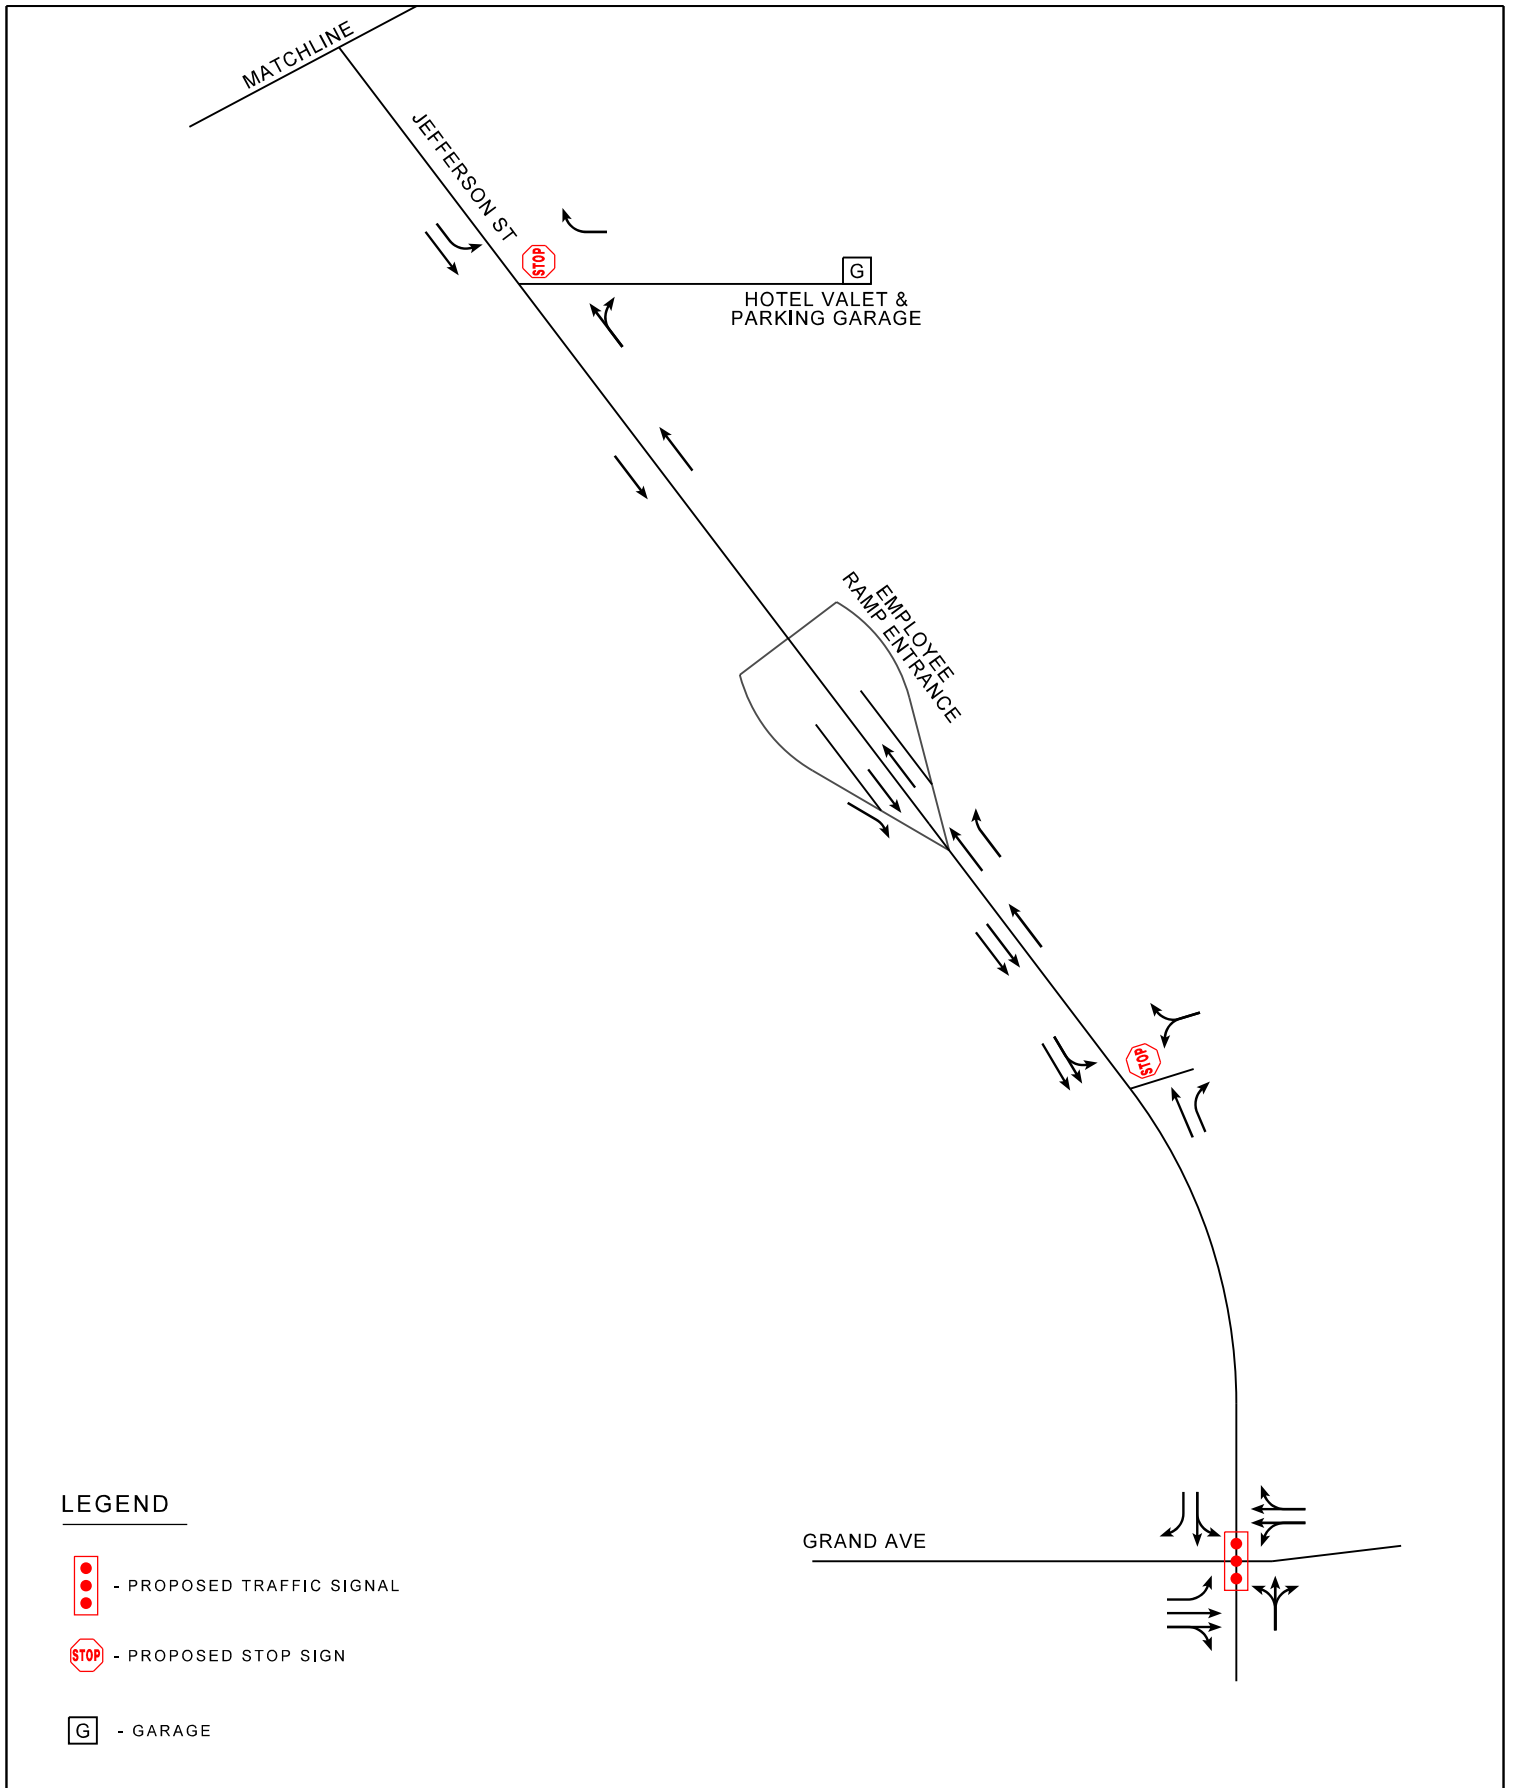 MATCHLINE
JEFFERSON ST
STOP
G
HOTEL VALET &
PARKING GARAGE
EMPLOYEE
RAMP ENTRANCE
STOP
GRAND AVE
LEGEND
- PROPOSED TRAFFIC SIGNAL
STOP - PROPOSED STOP SIGN
G - GARAGE